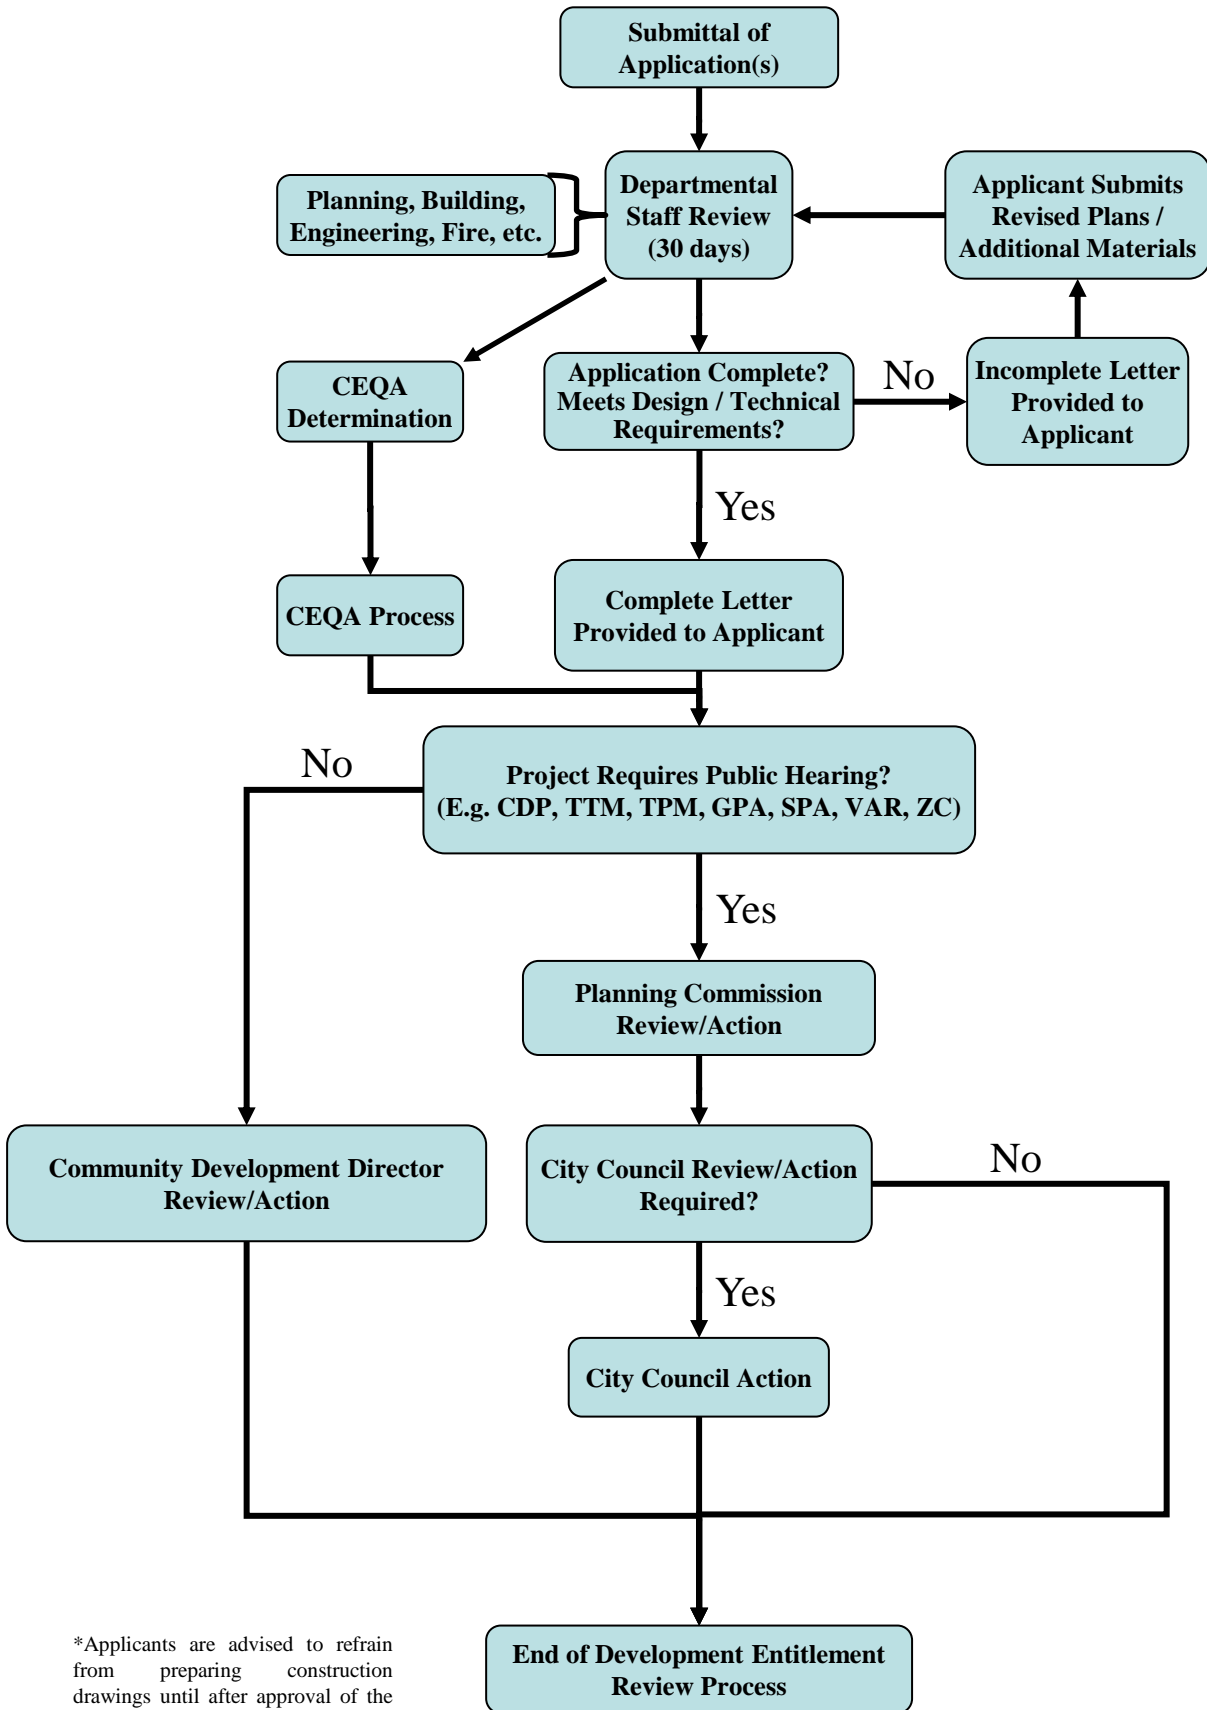 Submittal of
Application(s)
Planning, Building,
Engineering, Fire, etc.
Departmental
Staff Review
(30 days)
Applicant Submits
Revised Plans /
Additional Materials
CEQA
Determination
Application Complete?
Meets Design / Technical
Requirements?
No
Incomplete Letter
Provided to
Applicant
Yes
CEQA Process
Complete Letter
Provided to Applicant
No
Project Requires Public Hearing?
(E.g. CDP, TTM, TPM, GPA, SPA, VAR, ZC)
Yes
Planning Commission
Review/Action
Community Development Director
Review/Action
City Council Review/Action
Required?
No
Yes
City Council Action
*Applicants are advised to refrain
from preparing construction
drawings until after approval of the
End of Development Entitlement
Review Process